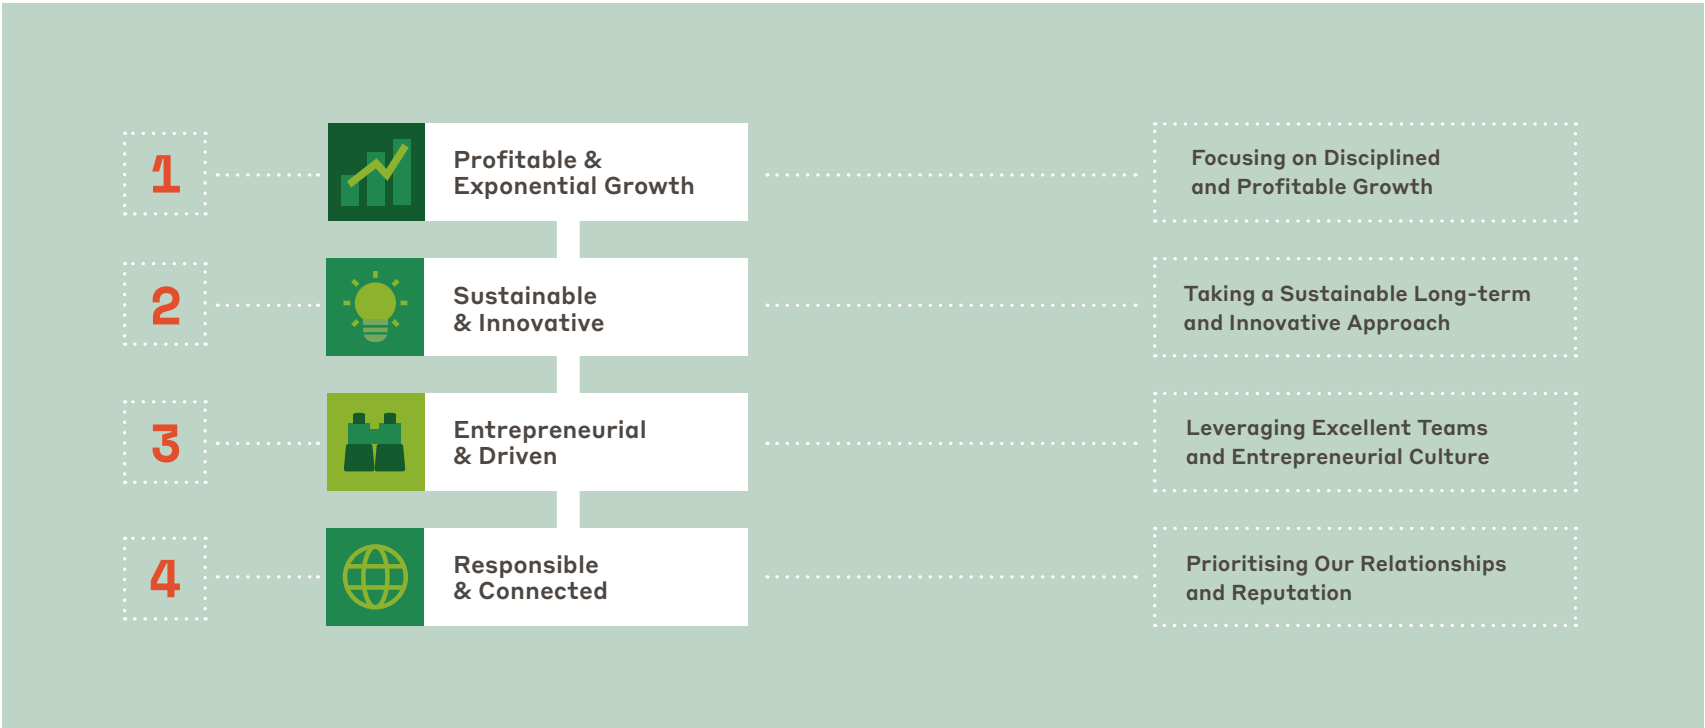 1
Profitable &
Exponential Growth
Focusing on Disciplined
and Profitable Growth
2
Sustainable
& Innovative
Taking a Sustainable Long-term
and Innovative Approach
3
Entrepreneurial
& Driven
Leveraging Excellent Teams
and Entrepreneurial Culture
4
Responsible
& Connected
Prioritising Our Relationships
and Reputation